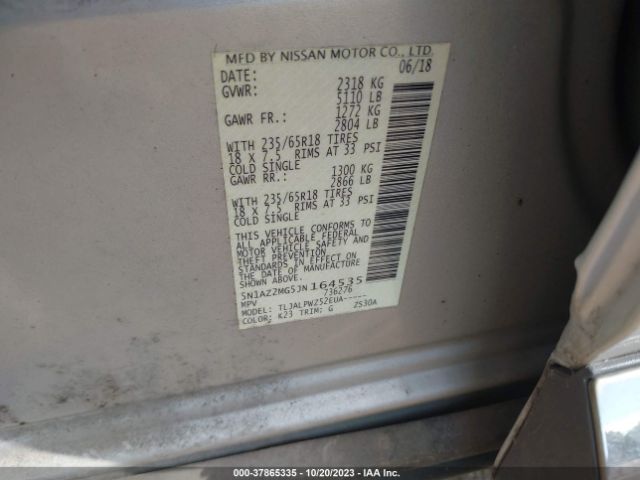 MFD BY NISSAN MOTOR CO., LTD.
DATE: 06/18
GVWR: 2318 KG
5110 LB
GAWR FR.: 1272 KG
2804 LB
WITH 235/65R18 TIRES
18 X 7.5 RIMS AT 33 PSI
COLD SINGLE
GAWR RR.: 1300 KG
2866 LB
WITH 235/65R18 TIRES
18 X 7.5 RIMS AT 33 PSI
COLD SINGLE
THIS VEHICLE CONFORMS TO
ALL APPLICABLE FEDERAL
MOTOR VEHICLE SAFETY AND
THEFT PREVENTION
STANDARDS IN EFFECT ON
THE DATE OF MANUFACTURE
SHOWN ABOVE.
5N1AZ2MG5JN164535
MPV 736276
MODEL: TLJALPWZ52EUA-----
COLOR: K23 TRIM: G ZS30A
000-37865335 - 10/20/2023 - IAA Inc.